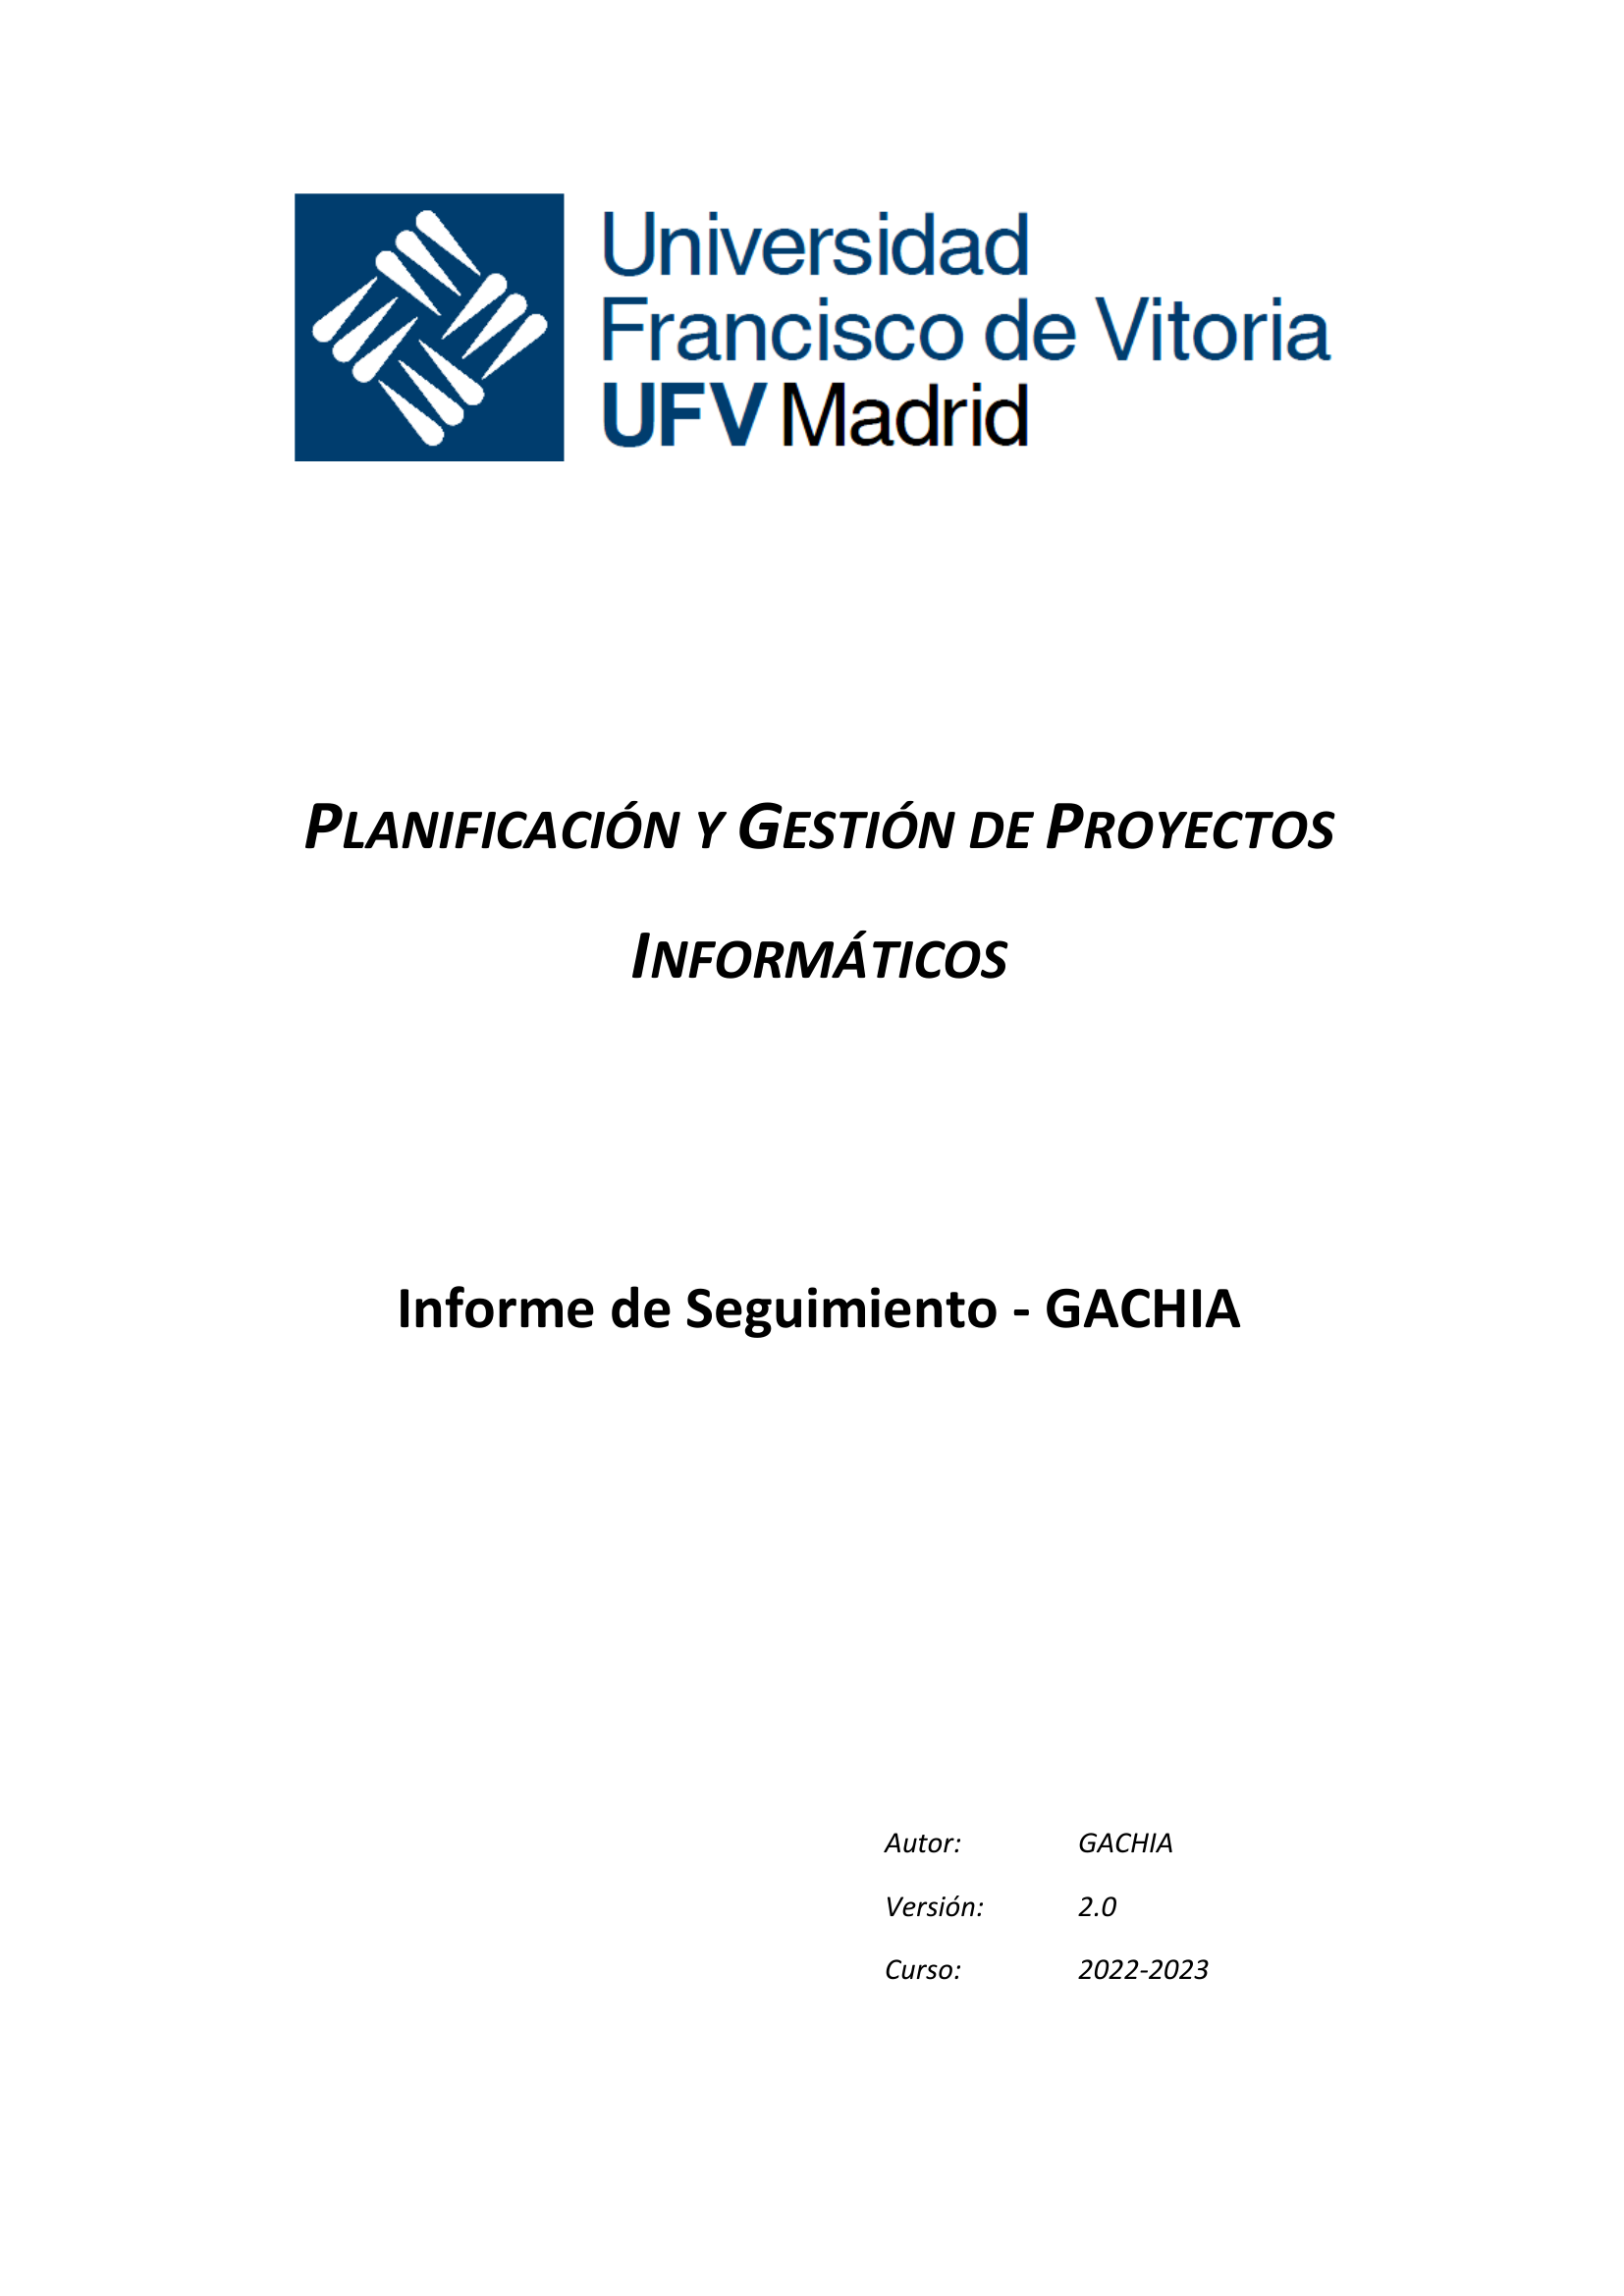 Universidad
Francisco de Vitoria
UFV Madrid
PLANIFICACIÓN Y GESTIÓN DE PROYECTOS
INFORMÁTICOS
Informe de Seguimiento - GACHIA
Autor: GACHIA
Versión: 2.0
Curso: 2022-2023